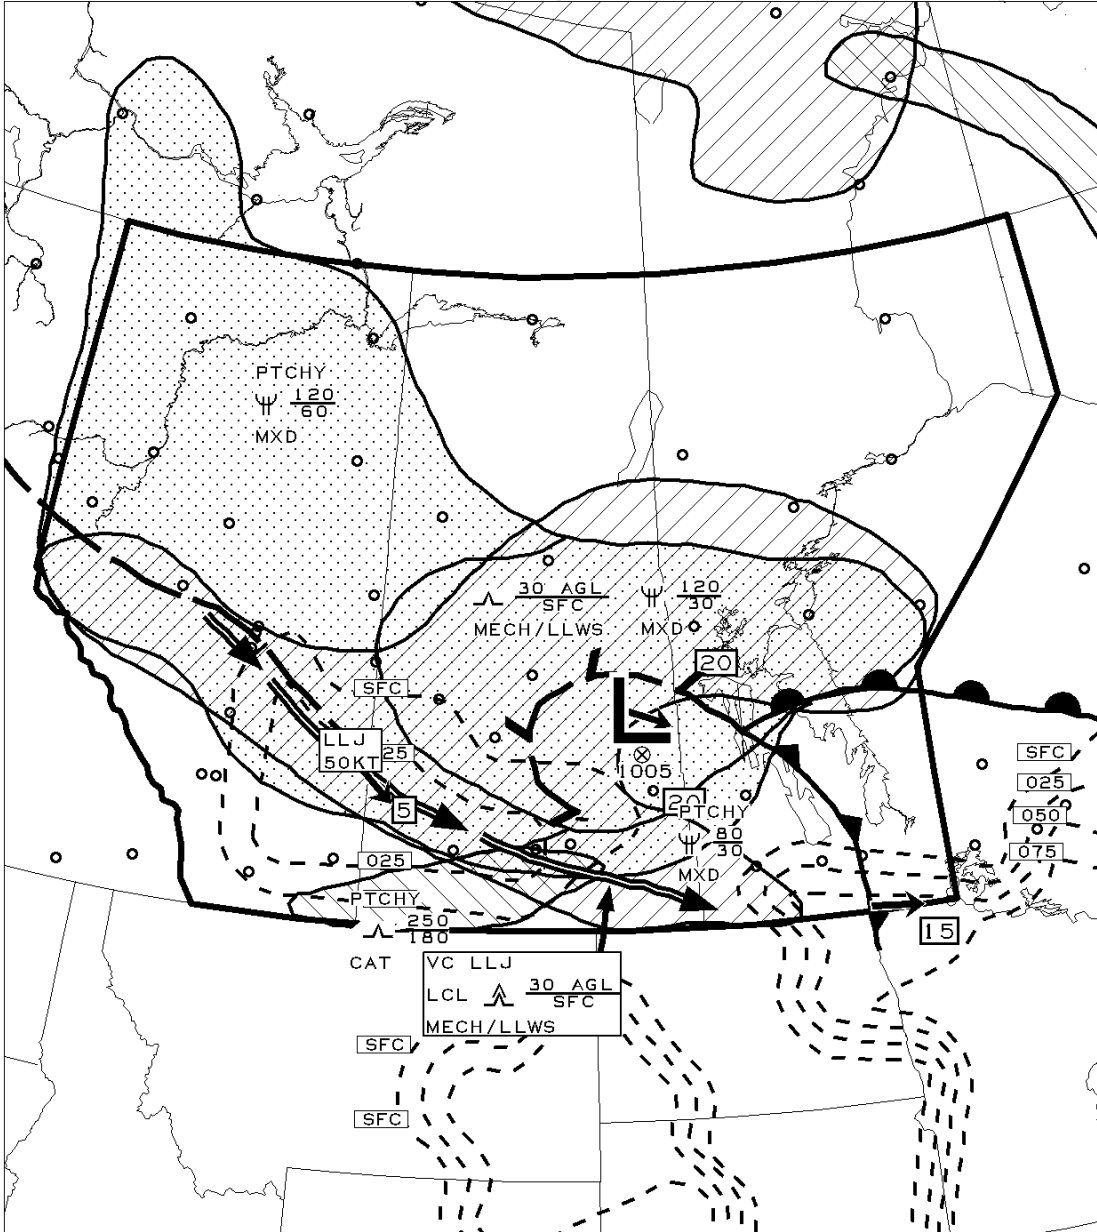 PTCHY
120
60
MXD
30 AGL
SFC
MECH/LLWS
120
30
MXD
20
SFC
L
LLJ
50KT
25
1005
SFC
025
050
075
5
20
PTCHY
80
30
MXD
025
PTCHY
250
180
CAT
15
VC LLJ
LCL
30 AGL
SFC
MECH/LLWS
SFC
SFC